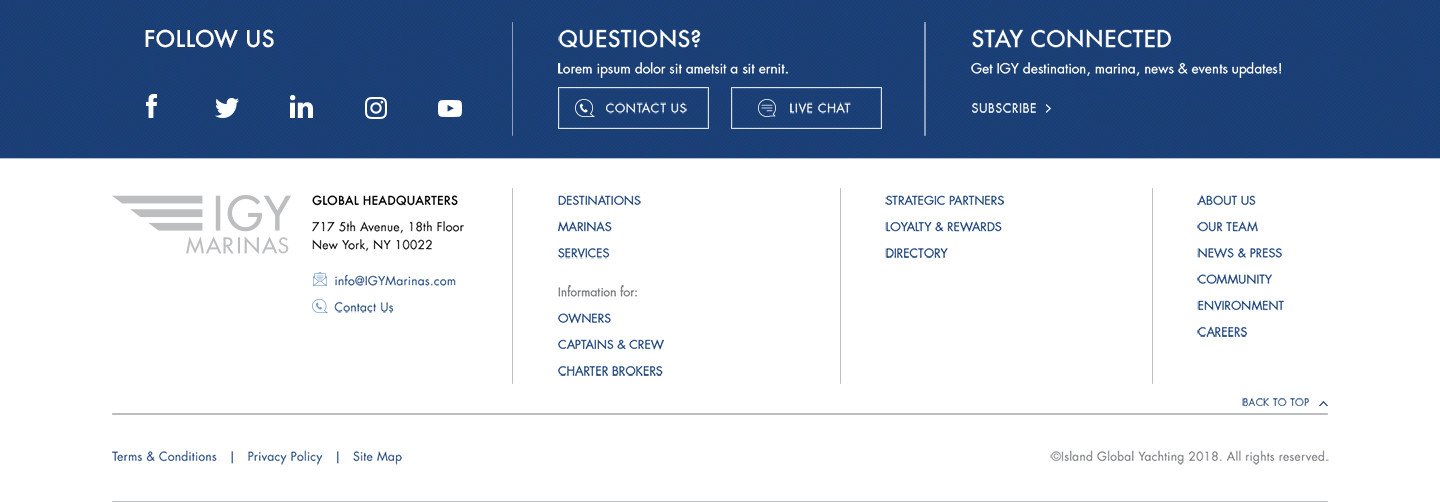 FOLLOW US
QUESTIONS?
Lorem ipsum dolor sit ametsit a sit ernit.
CONTACT US
LIVE CHAT
STAY CONNECTED
Get IGY destination, marina, news & events updates!
SUBSCRIBE
IGY
MARINAS
GLOBAL HEADQUARTERS
717 5th Avenue, 18th Floor
New York, NY 10022
info@IGYMarinas.com
Contact Us
DESTINATIONS
MARINAS
SERVICES
Information for:
OWNERS
CAPTAINS & CREW
CHARTER BROKERS
STRATEGIC PARTNERS
LOYALTY & REWARDS
DIRECTORY
ABOUT US
OUR TEAM
NEWS & PRESS
COMMUNITY
ENVIRONMENT
CAREERS
BACK TO TOP
Terms & Conditions | Privacy Policy | Site Map
©Island Global Yachting 2018. All rights reserved.